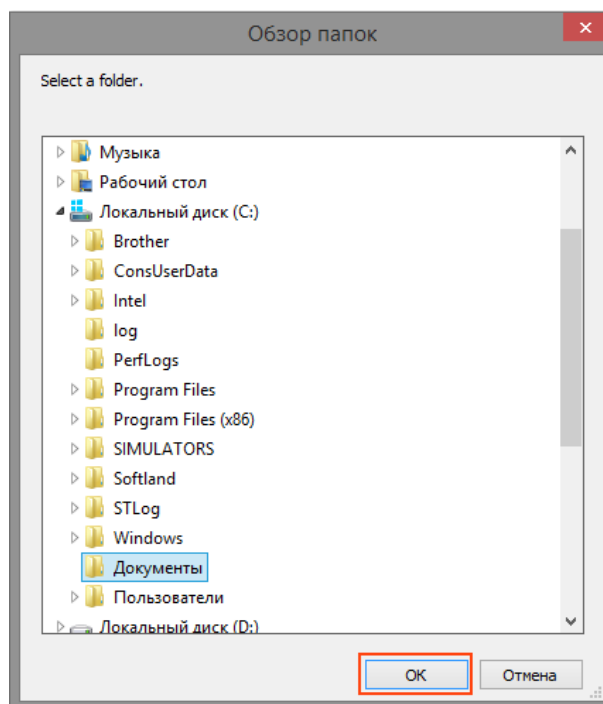 Обзор папок
Select a folder.
Музыка
Рабочий стол
Локальный диск (C:)
Brother
ConsUserData
Intel
log
PerfLogs
Program Files
Program Files (x86)
SIMULATORS
Softland
STLog
Windows
Документы
Пользователи
Локальный диск (D:)
ОК
Отмена